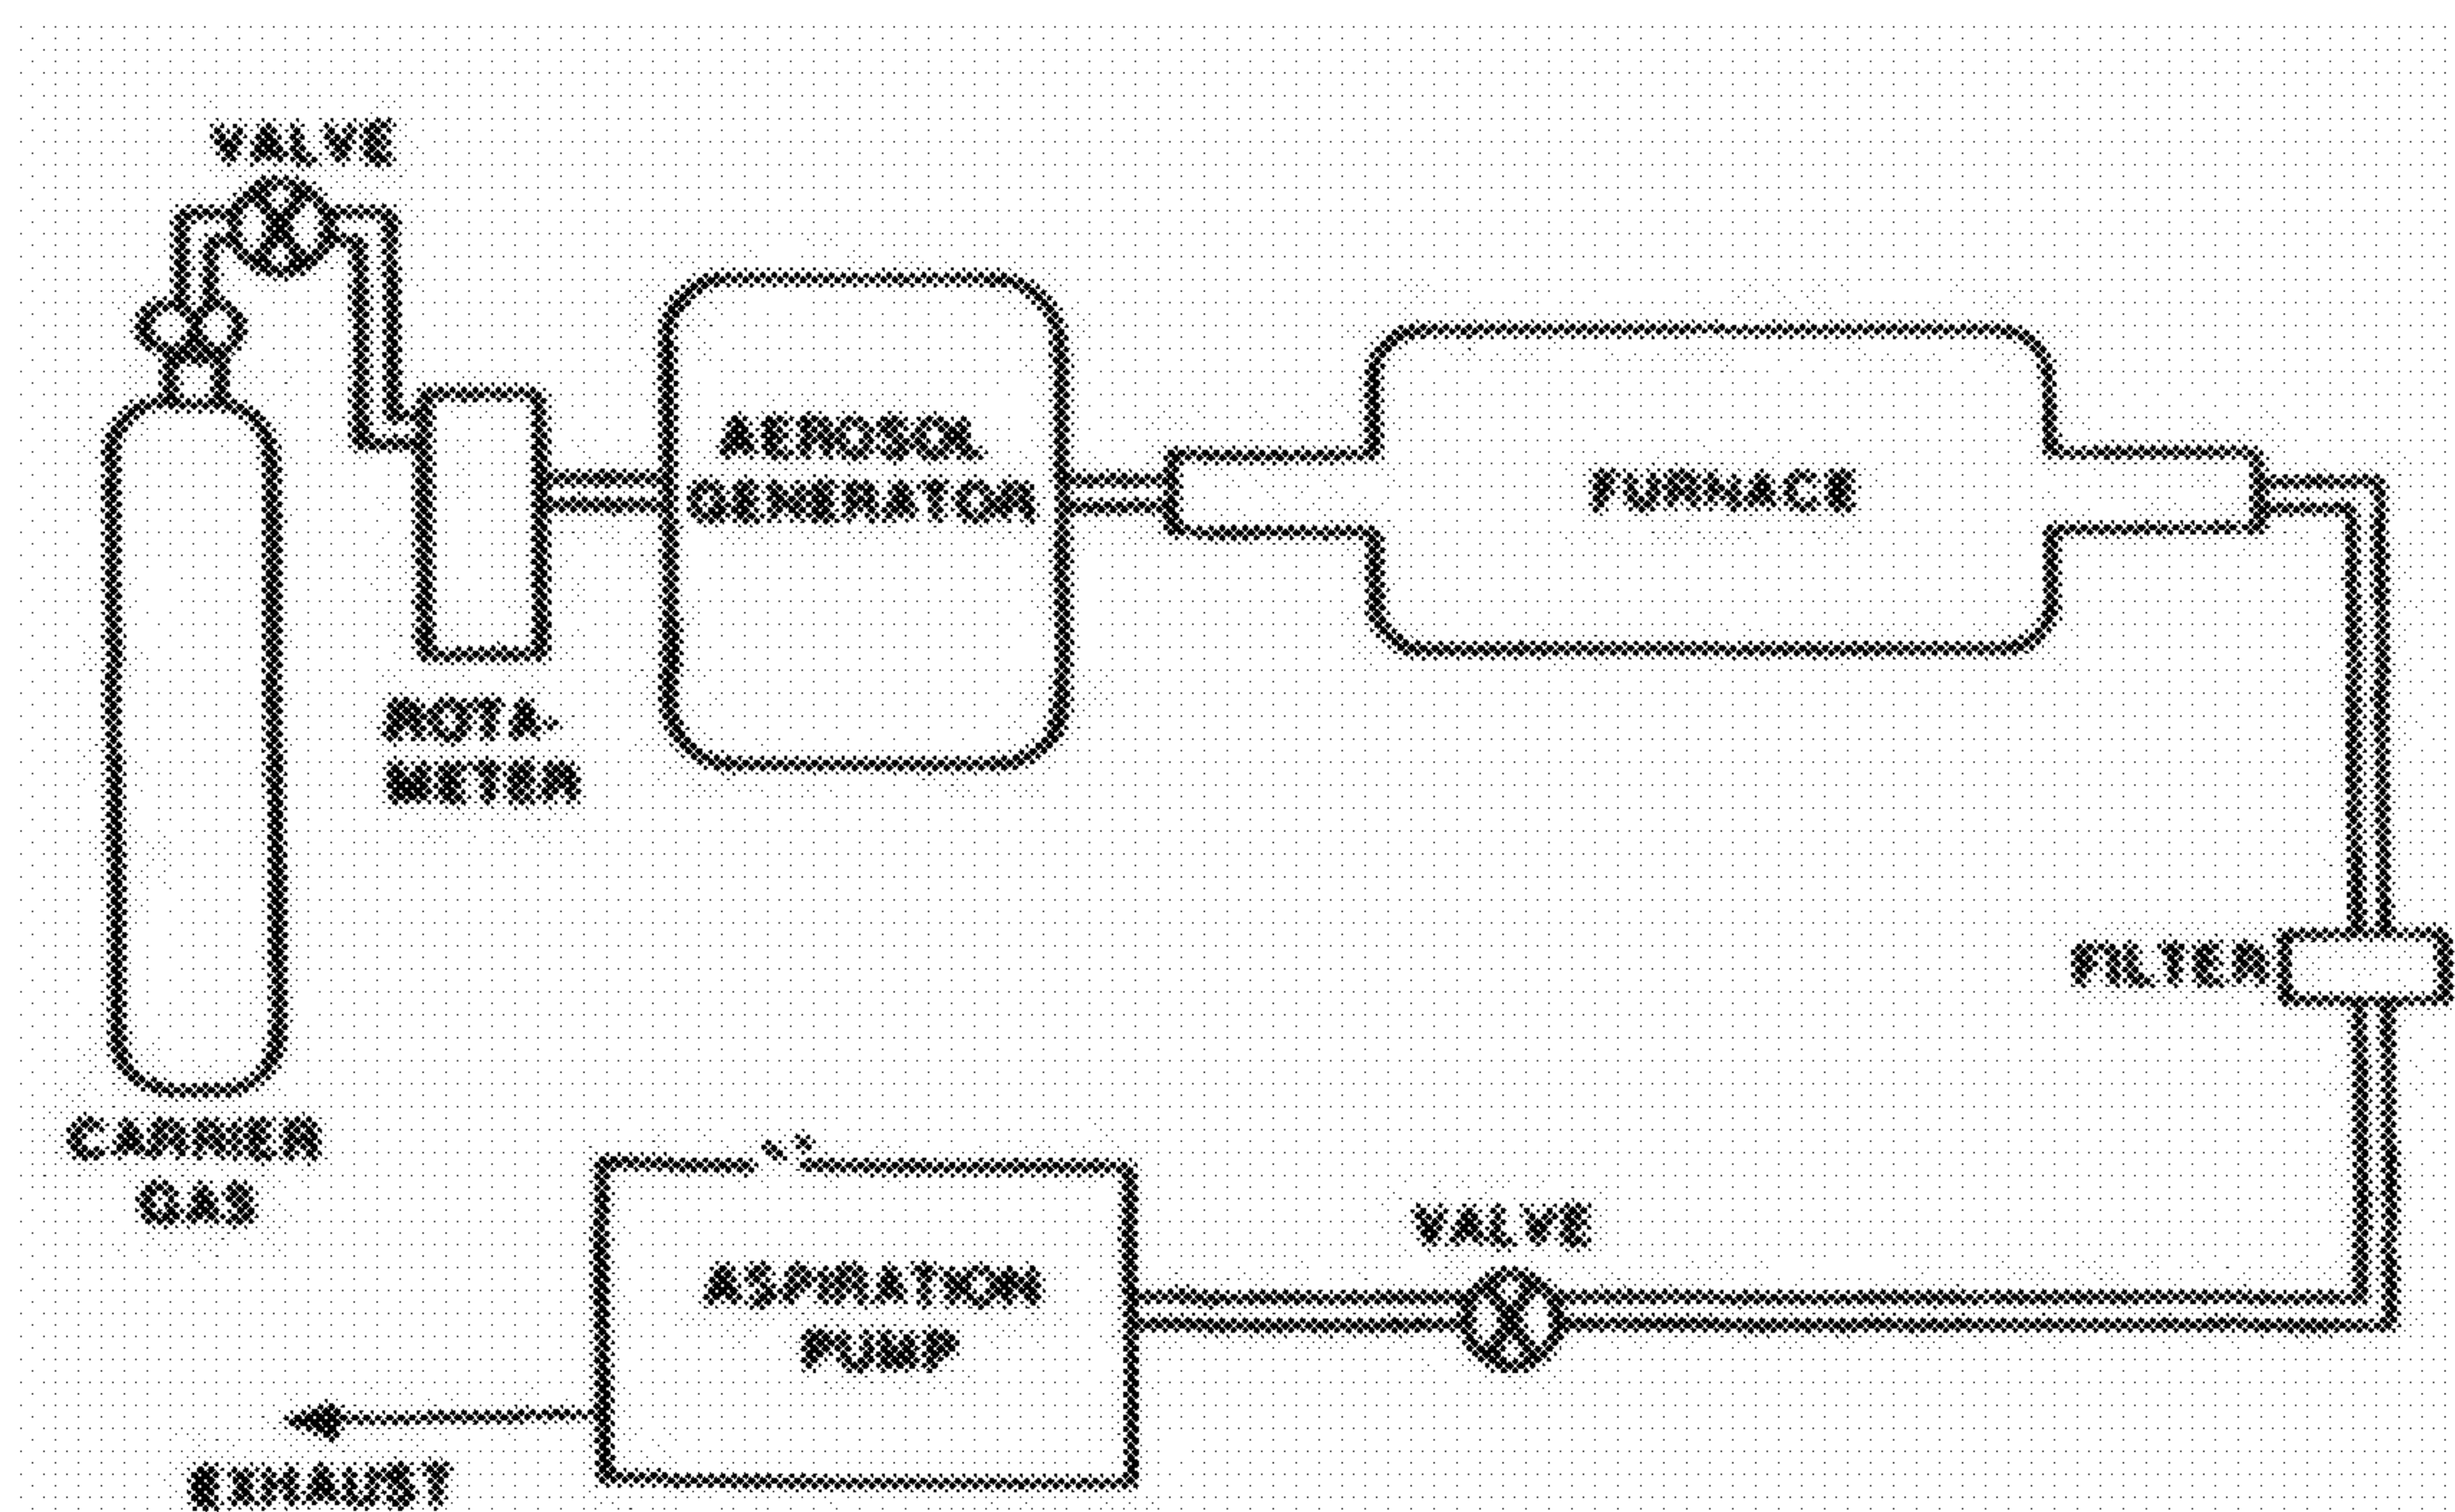 VALVE
AEROSOL
GENERATOR
FURNACE
ROTA-
METER
FILTER
CARRIER
GAS
VALVE
ASPIRATION
PUMP
EXHAUST